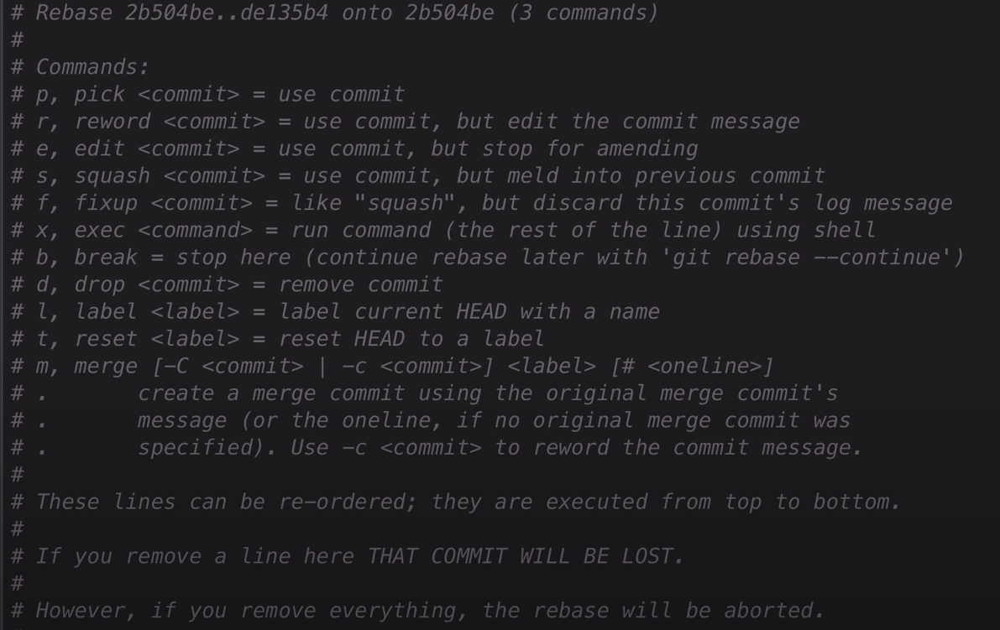 # Rebase 2b504be..de135b4 onto 2b504be (3 commands)
#
# Commands:
# p, pick <commit> = use commit
# r, reword <commit> = use commit, but edit the commit message
# e, edit <commit> = use commit, but stop for amending
# s, squash <commit> = use commit, but meld into previous commit
# f, fixup <commit> = like "squash", but discard this commit's log message
# x, exec <command> = run command (the rest of the line) using shell
# b, break = stop here (continue rebase later with 'git rebase --continue')
# d, drop <commit> = remove commit
# l, label <label> = label current HEAD with a name
# t, reset <label> = reset HEAD to a label
# m, merge [-C <commit> | -c <commit>] <label> [# <oneline>]
# .       create a merge commit using the original merge commit's
# .       message (or the oneline, if no original merge commit was
# .       specified). Use -c <commit> to reword the commit message.
#
# These lines can be re-ordered; they are executed from top to bottom.
#
# If you remove a line here THAT COMMIT WILL BE LOST.
#
# However, if you remove everything, the rebase will be aborted.